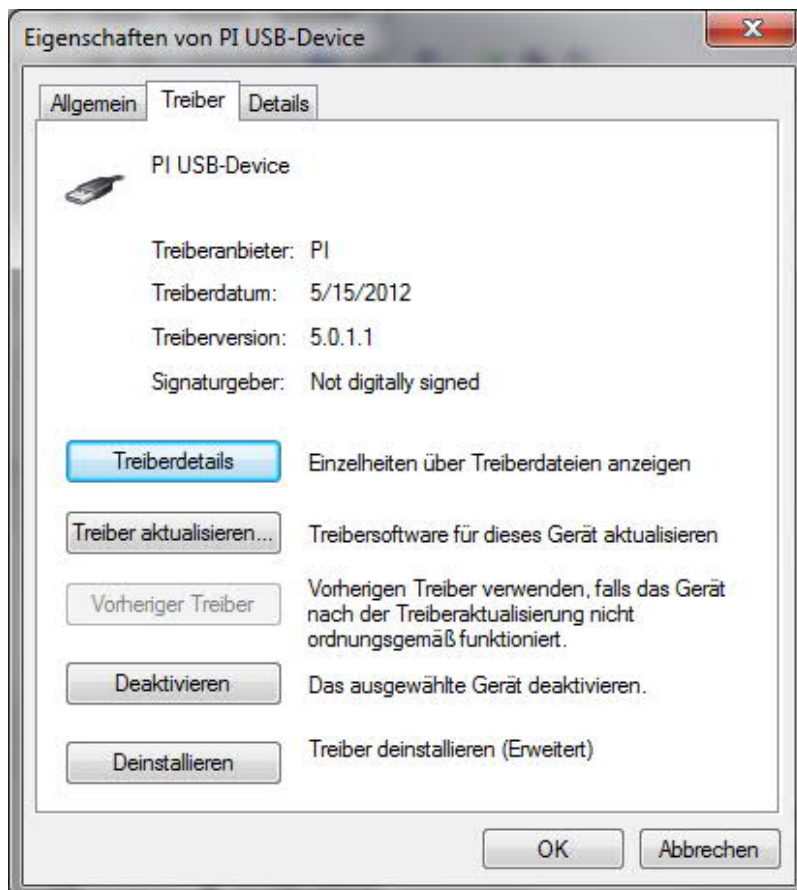 Eigenschaften von PI USB-Device
Allgemein
Treiber
Details
PI USB-Device
Treiberanbieter: PI
Treiberdatum: 5/15/2012
Treiberversion: 5.0.1.1
Signaturgeber: Not digitally signed
Treiberdetails
Einzelheiten über Treiberdateien anzeigen
Treiber aktualisieren...
Treibersoftware für dieses Gerät aktualisieren
Vorheriger Treiber
Vorherigen Treiber verwenden, falls das Gerät
nach der Treiberaktualisierung nicht
ordnungsgemäß funktioniert.
Deaktivieren
Das ausgewählte Gerät deaktivieren.
Deinstallieren
Treiber deinstallieren (Erweitert)
OK
Abbrechen